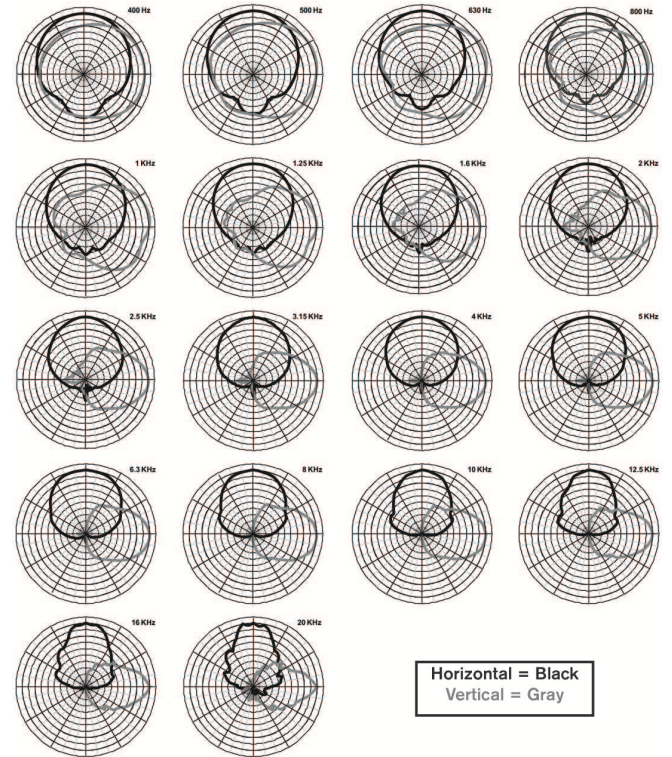 400 Hz
500 Hz
630 Hz
800 Hz
1 KHz
1.25 KHz
1.6 KHz
2 KHz
2.5 KHz
3.15 KHz
4 KHz
5 KHz
6.3 KHz
8 KHz
10 KHz
12.5 KHz
16 KHz
20 KHz
Horizontal = Black
Vertical = Gray